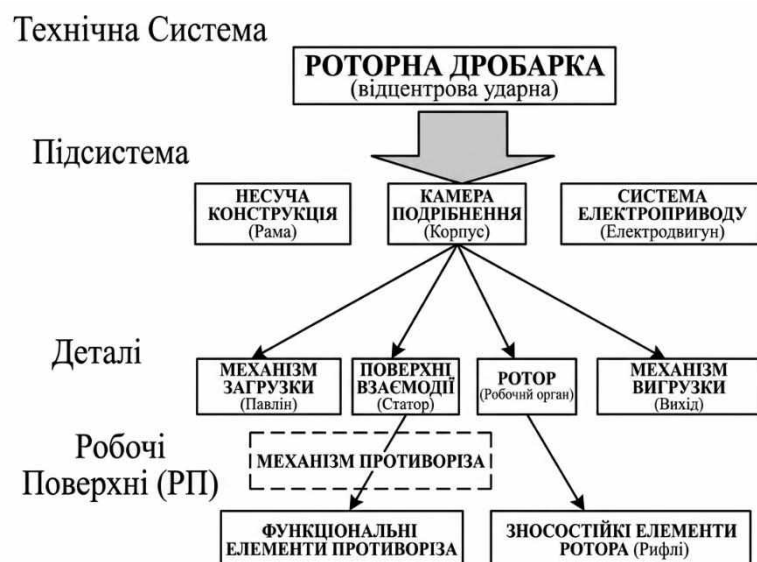 Технічна Система
РОТОРНА ДРОБАРКА
(відцентрова ударна)
Підсистема
НЕСУЧА
КОНСТРУКЦІЯ
(Рама)
КАМЕРА
ПОДРІБНЕННЯ
(Корпус)
СИСТЕМА
ЕЛЕКТРОПРИВОДУ
(Електродвигун)
Деталі
МЕХАНІЗМ
ЗАГРУЗКИ
(Павлін)
ПОВЕРХНІ
ВЗАЄМОДІЇ
(Статор)
РОТОР
(Робочий орган)
МЕХАНІЗМ
ВИГРУЗКИ
(Вихід)
Робочі
Поверхні (РП)
МЕХАНІЗМ ПРОТИВОРІЗА
ФУНКЦІОНАЛЬНІ
ЕЛЕМЕНТИ ПРОТИВОРІЗА
ЗНОСОСТІЙКІ ЕЛЕМЕНТИ
РОТОРА (Рифлі)